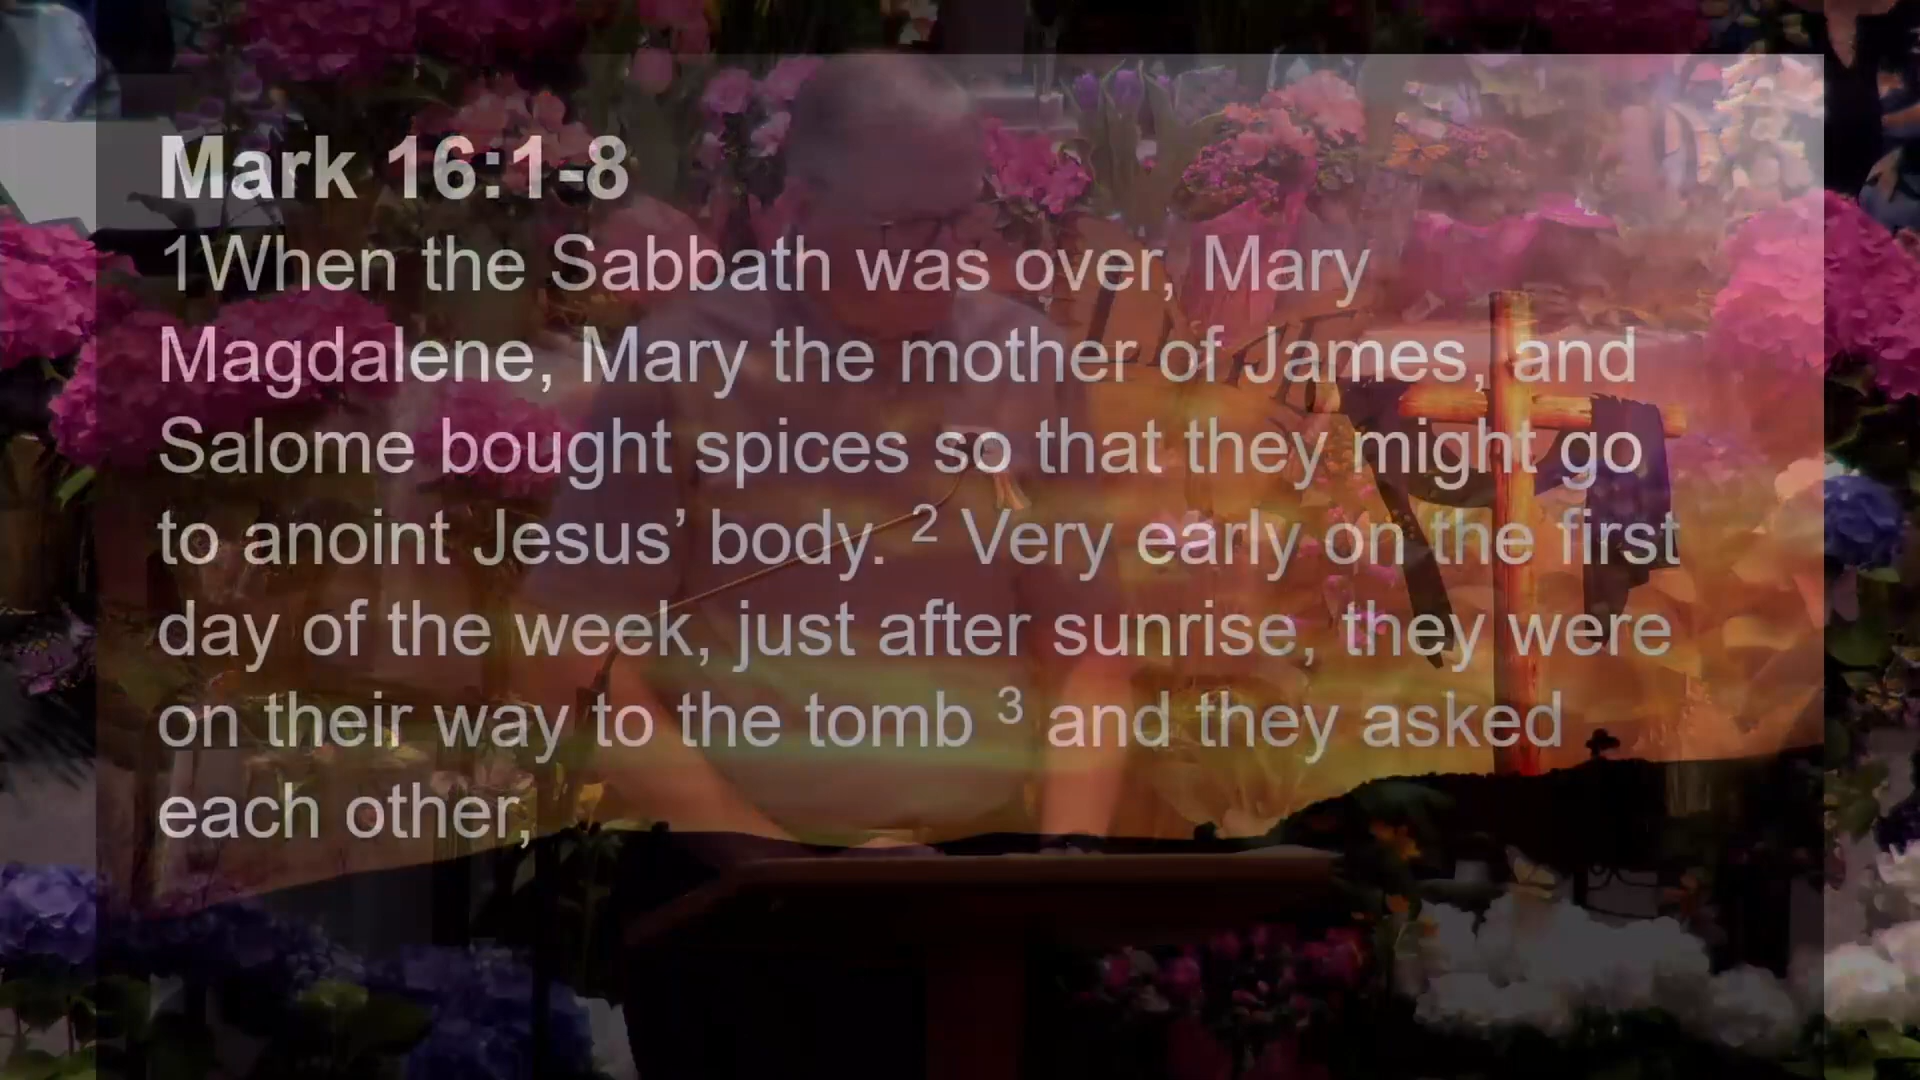 Mark 16:1-8
1When the Sabbath was over, Mary
Magdalene, Mary the mother of James, and
Salome bought spices so that they might go
to anoint Jesus’ body. 2 Very early on the first
day of the week, just after sunrise, they were
on their way to the tomb 3 and they asked
each other,